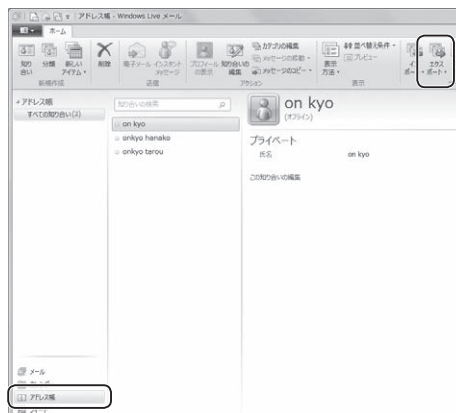 アドレス帳 - Windows Live メール
ホーム
知り合い
分類
新しいアイテム
削除
電子メール
インスタント メッセージ
プロフィールの表示
知り合いの編集
カテゴリの編集
メッセージの移動
メッセージのコピー
表示方法
並べ替え条件
プレビュー
インポート
エクスポート
新規作成
送信
アクション
表示
アドレス帳
すべての知り合い(3)
知り合いの検索
on kyo
onkyo hanako
onkyo tarou
on kyo
(オフライン)
プライベート
氏名 on kyo
この知り合いの編集
メール
アドレス帳